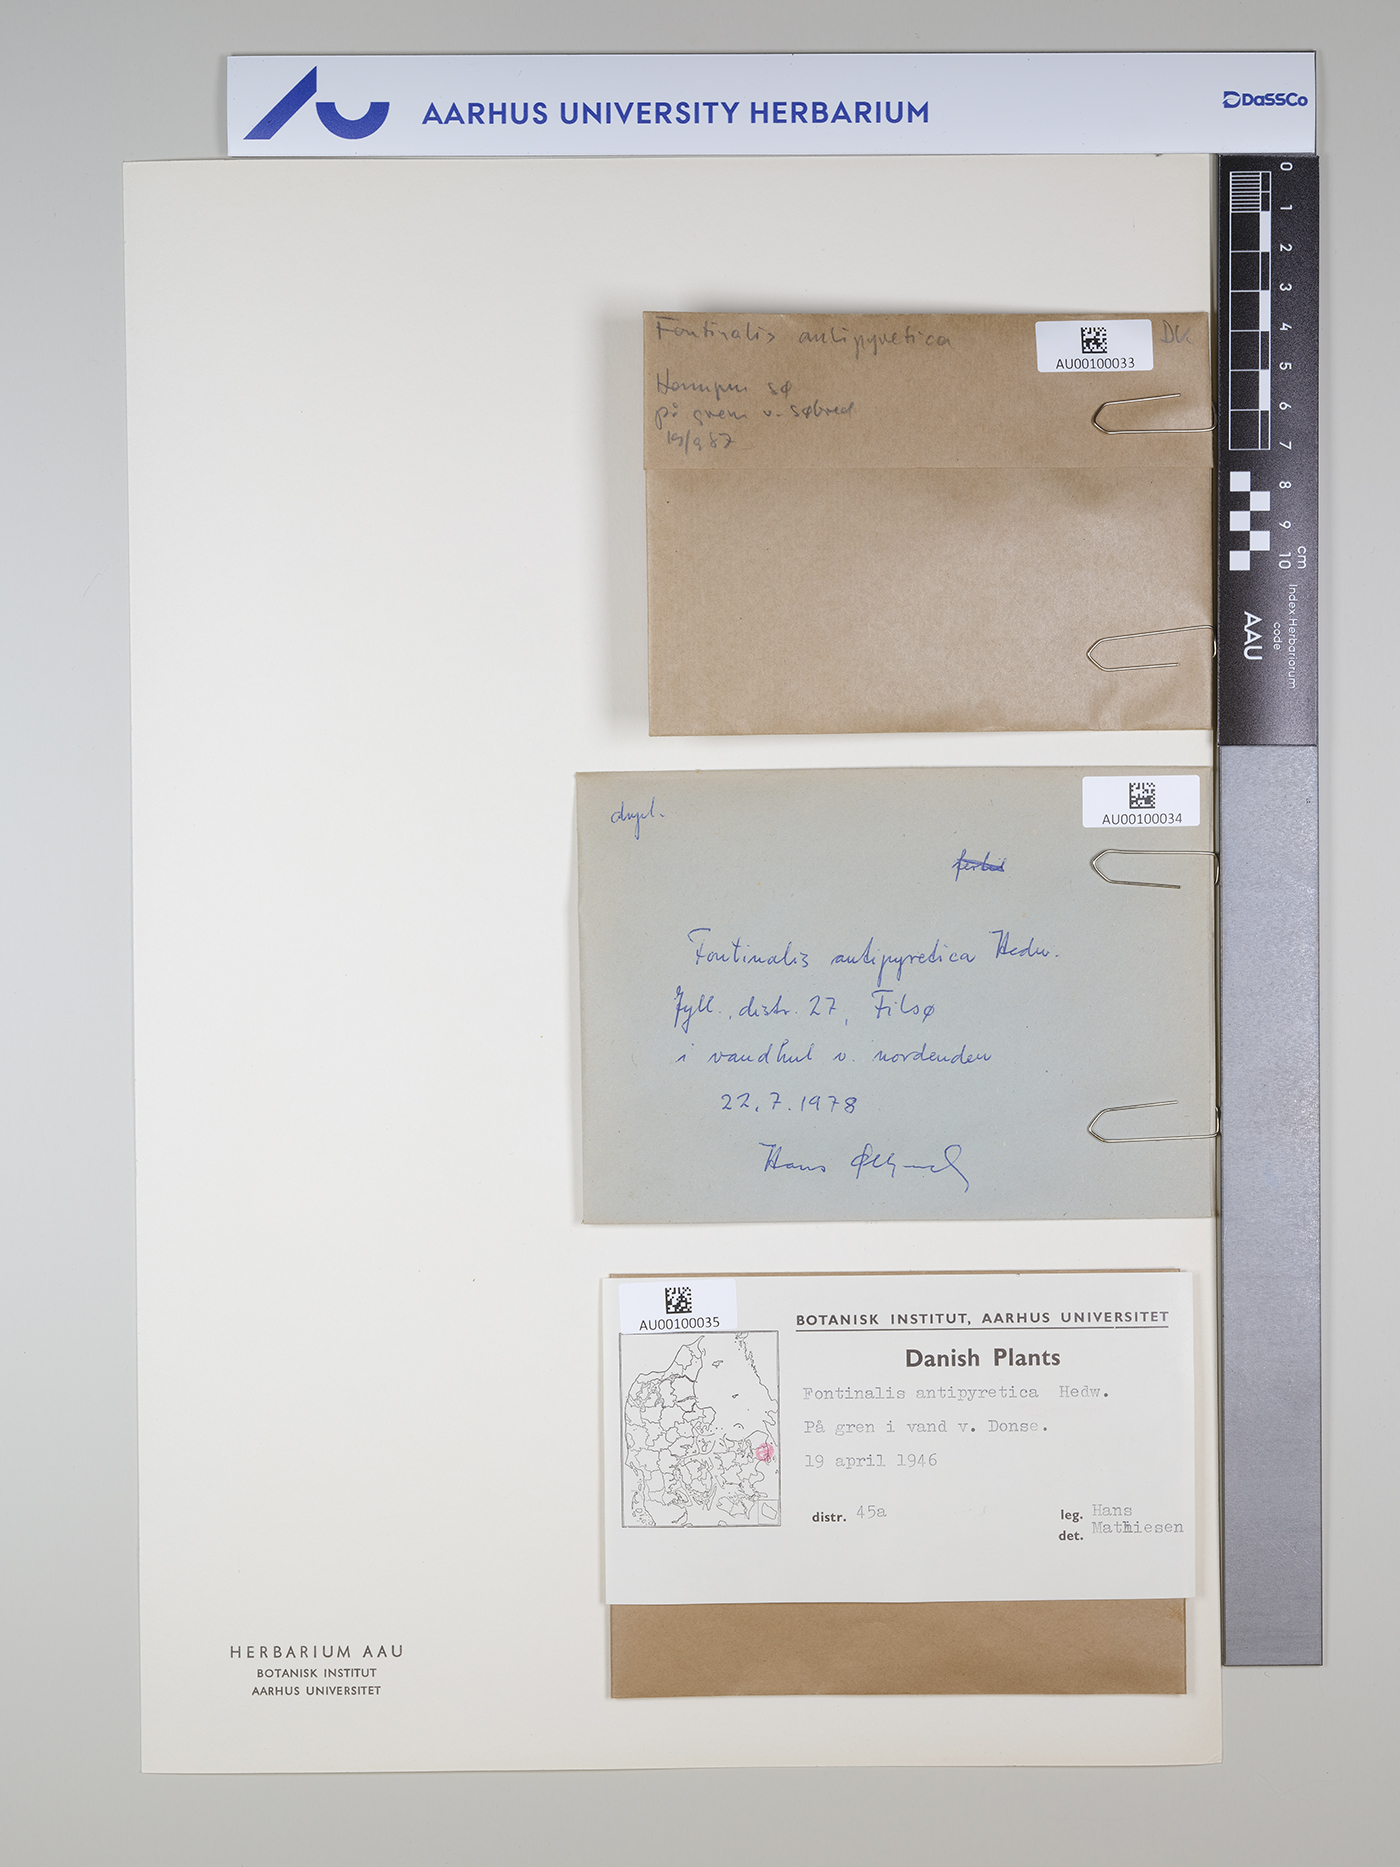 AARHUS UNIVERSITY HERBARIUM
DaSSCo
0
1
2
3
4
5
6
7
8
9
10
cm
Index Herbariorum
code
AAU
Fontinalis antipyretica
DK
AU00100033
sø
på gren v. søbred
19/9 87
dupl.
AU00100034
Fontinalis antipyretica Hedw.
Jyll., distr. 27, Filsø
i vandhul v. nordenden
22.7.1978
Hans
AU00100035
BOTANISK INSTITUT, AARHUS UNIVERSITET
Danish Plants
Fontinalis antipyretica Hedw.
På gren i vand v. Donse.
19 april 1946
distr. 45a
leg. Hans
det. Mathiesen
HERBARIUM AAU
BOTANISK INSTITUT
AARHUS UNIVERSITET